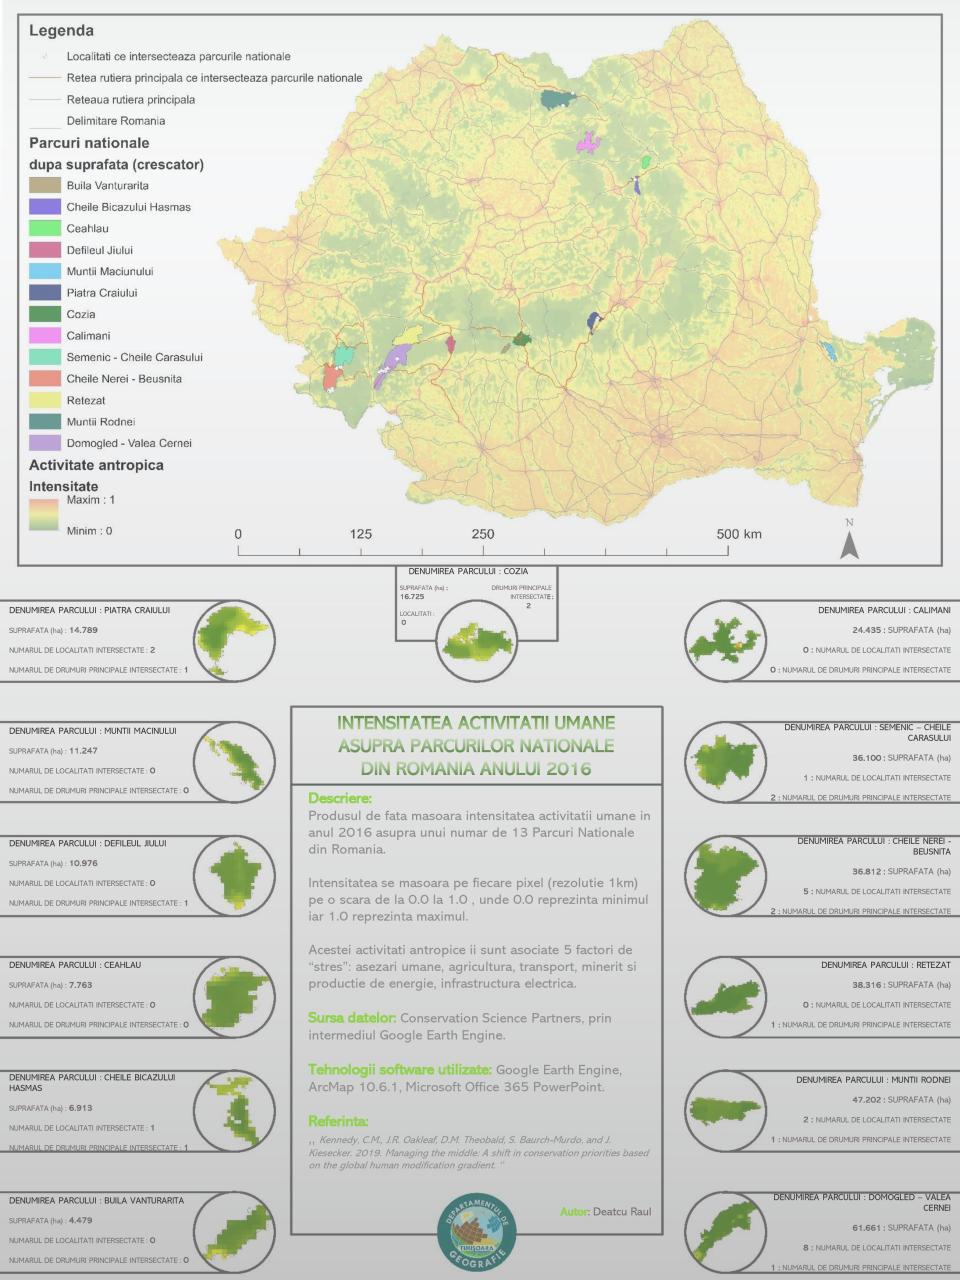 Legenda
Localitati ce intersecteaza parcurile nationale
Retea rutiera principala ce intersecteaza parcurile nationale
Reteaua rutiera principala
Delimitare Romania
Parcuri nationale
dupa suprafata (crescator)
Buila Vanturarita
Cheile Bicazului Hasmas
Ceahlau
Defileul Jiului
Muntii Maciunului
Piatra Craiului
Cozia
Calimani
Semenic - Cheile Carasului
Cheile Nerei - Beusnita
Retezat
Muntii Rodnei
Domogled - Valea Cernei
Activitate antropica
Intensitate
Maxim : 1
Minim : 0
0 125 250 500 km
N
DENUMIREA PARCULUI : COZIA
SUPRAFATA (ha) :
16.725
LOCALITATI :
0
DRUMURI PRINCIPALE
INTERSECTATE :
2
DENUMIREA PARCULUI : PIATRA CRAIULUI
SUPRAFATA (ha) : 14.789
NUMARUL DE LOCALITATI INTERSECTATE : 2
NUMARUL DE DRUMURI PRINCIPALE INTERSECTATE : 1
DENUMIREA PARCULUI : MUNTII MACINULUI
SUPRAFATA (ha) : 11.247
NUMARUL DE LOCALITATI INTERSECTATE : 0
NUMARUL DE DRUMURI PRINCIPALE INTERSECTATE : 0
DENUMIREA PARCULUI : DEFILEUL JIULUI
SUPRAFATA (ha) : 10.976
NUMARUL DE LOCALITATI INTERSECTATE : 0
NUMARUL DE DRUMURI PRINCIPALE INTERSECTATE : 1
DENUMIREA PARCULUI : CEAHLAU
SUPRAFATA (ha) : 7.763
NUMARUL DE LOCALITATI INTERSECTATE : 0
NUMARUL DE DRUMURI PRINCIPALE INTERSECTATE : 0
DENUMIREA PARCULUI : CHEILE BICAZULUI
HASMAS
SUPRAFATA (ha) : 6.913
NUMARUL DE LOCALITATI INTERSECTATE : 1
NUMARUL DE DRUMURI PRINCIPALE INTERSECTATE : 1
DENUMIREA PARCULUI : BUILA VANTURARITA
SUPRAFATA (ha) : 4.479
NUMARUL DE LOCALITATI INTERSECTATE : 0
NUMARUL DE DRUMURI PRINCIPALE INTERSECTATE : 0
INTENSITATEA ACTIVITATII UMANE
ASUPRA PARCURILOR NATIONALE
DIN ROMANIA ANULUI 2016
Descriere:
Produsul de fata masoara intensitatea activitatii umane in
anul 2016 asupra unui numar de 13 Parcuri Nationale
din Romania.
Intensitatea se masoara pe fiecare pixel (rezolutie 1km)
pe o scara de la 0.0 la 1.0 , unde 0.0 reprezinta minimul
iar 1.0 reprezinta maximul.
Acestei activitati antropice ii sunt asociate 5 factori de
“stres”: asezari umane, agricultura, transport, minerit si
productie de energie, infrastructura electrica.
Sursa datelor: Conservation Science Partners, prin
intermediul Google Earth Engine.
Tehnologii software utilizate: Google Earth Engine,
ArcMap 10.6.1, Microsoft Office 365 PowerPoint.
Referinta:
,, Kennedy, C.M., J.R. Oakleaf, D.M. Theobald, S. Baurch-Murdo, and J.
Kiesecker. 2019. Managing the middle: A shift in conservation priorities based
on the global human modification gradient. ”
Autor: Deatcu Raul
DEPARTAMENTUL DE
TIMISOARA
GEOGRAFIE
DENUMIREA PARCULUI : CALIMANI
24.435 : SUPRAFATA (ha)
0 : NUMARUL DE LOCALITATI INTERSECTATE
0 : NUMARUL DE DRUMURI PRINCIPALE INTERSECTATE
DENUMIREA PARCULUI : SEMENIC – CHEILE
CARASULUI
36.100 : SUPRAFATA (ha)
1 : NUMARUL DE LOCALITATI INTERSECTATE
2 : NUMARUL DE DRUMURI PRINCIPALE INTERSECTATE
DENUMIREA PARCULUI : CHEILE NEREI -
BEUSNITA
36.812 : SUPRAFATA (ha)
5 : NUMARUL DE LOCALITATI INTERSECTATE
2 : NUMARUL DE DRUMURI PRINCIPALE INTERSECTATE
DENUMIREA PARCULUI : RETEZAT
38.316 : SUPRAFATA (ha)
0 : NUMARUL DE LOCALITATI INTERSECTATE
1 : NUMARUL DE DRUMURI PRINCIPALE INTERSECTATE
DENUMIREA PARCULUI : MUNTII RODNEI
47.202 : SUPRAFATA (ha)
2 : NUMARUL DE LOCALITATI INTERSECTATE
1 : NUMARUL DE DRUMURI PRINCIPALE INTERSECTATE
DENUMIREA PARCULUI : DOMOGLED – VALEA
CERNEI
61.661 : SUPRAFATA (ha)
8 : NUMARUL DE LOCALITATI INTERSECTATE
1 : NUMARUL DE DRUMURI PRINCIPALE INTERSECTATE